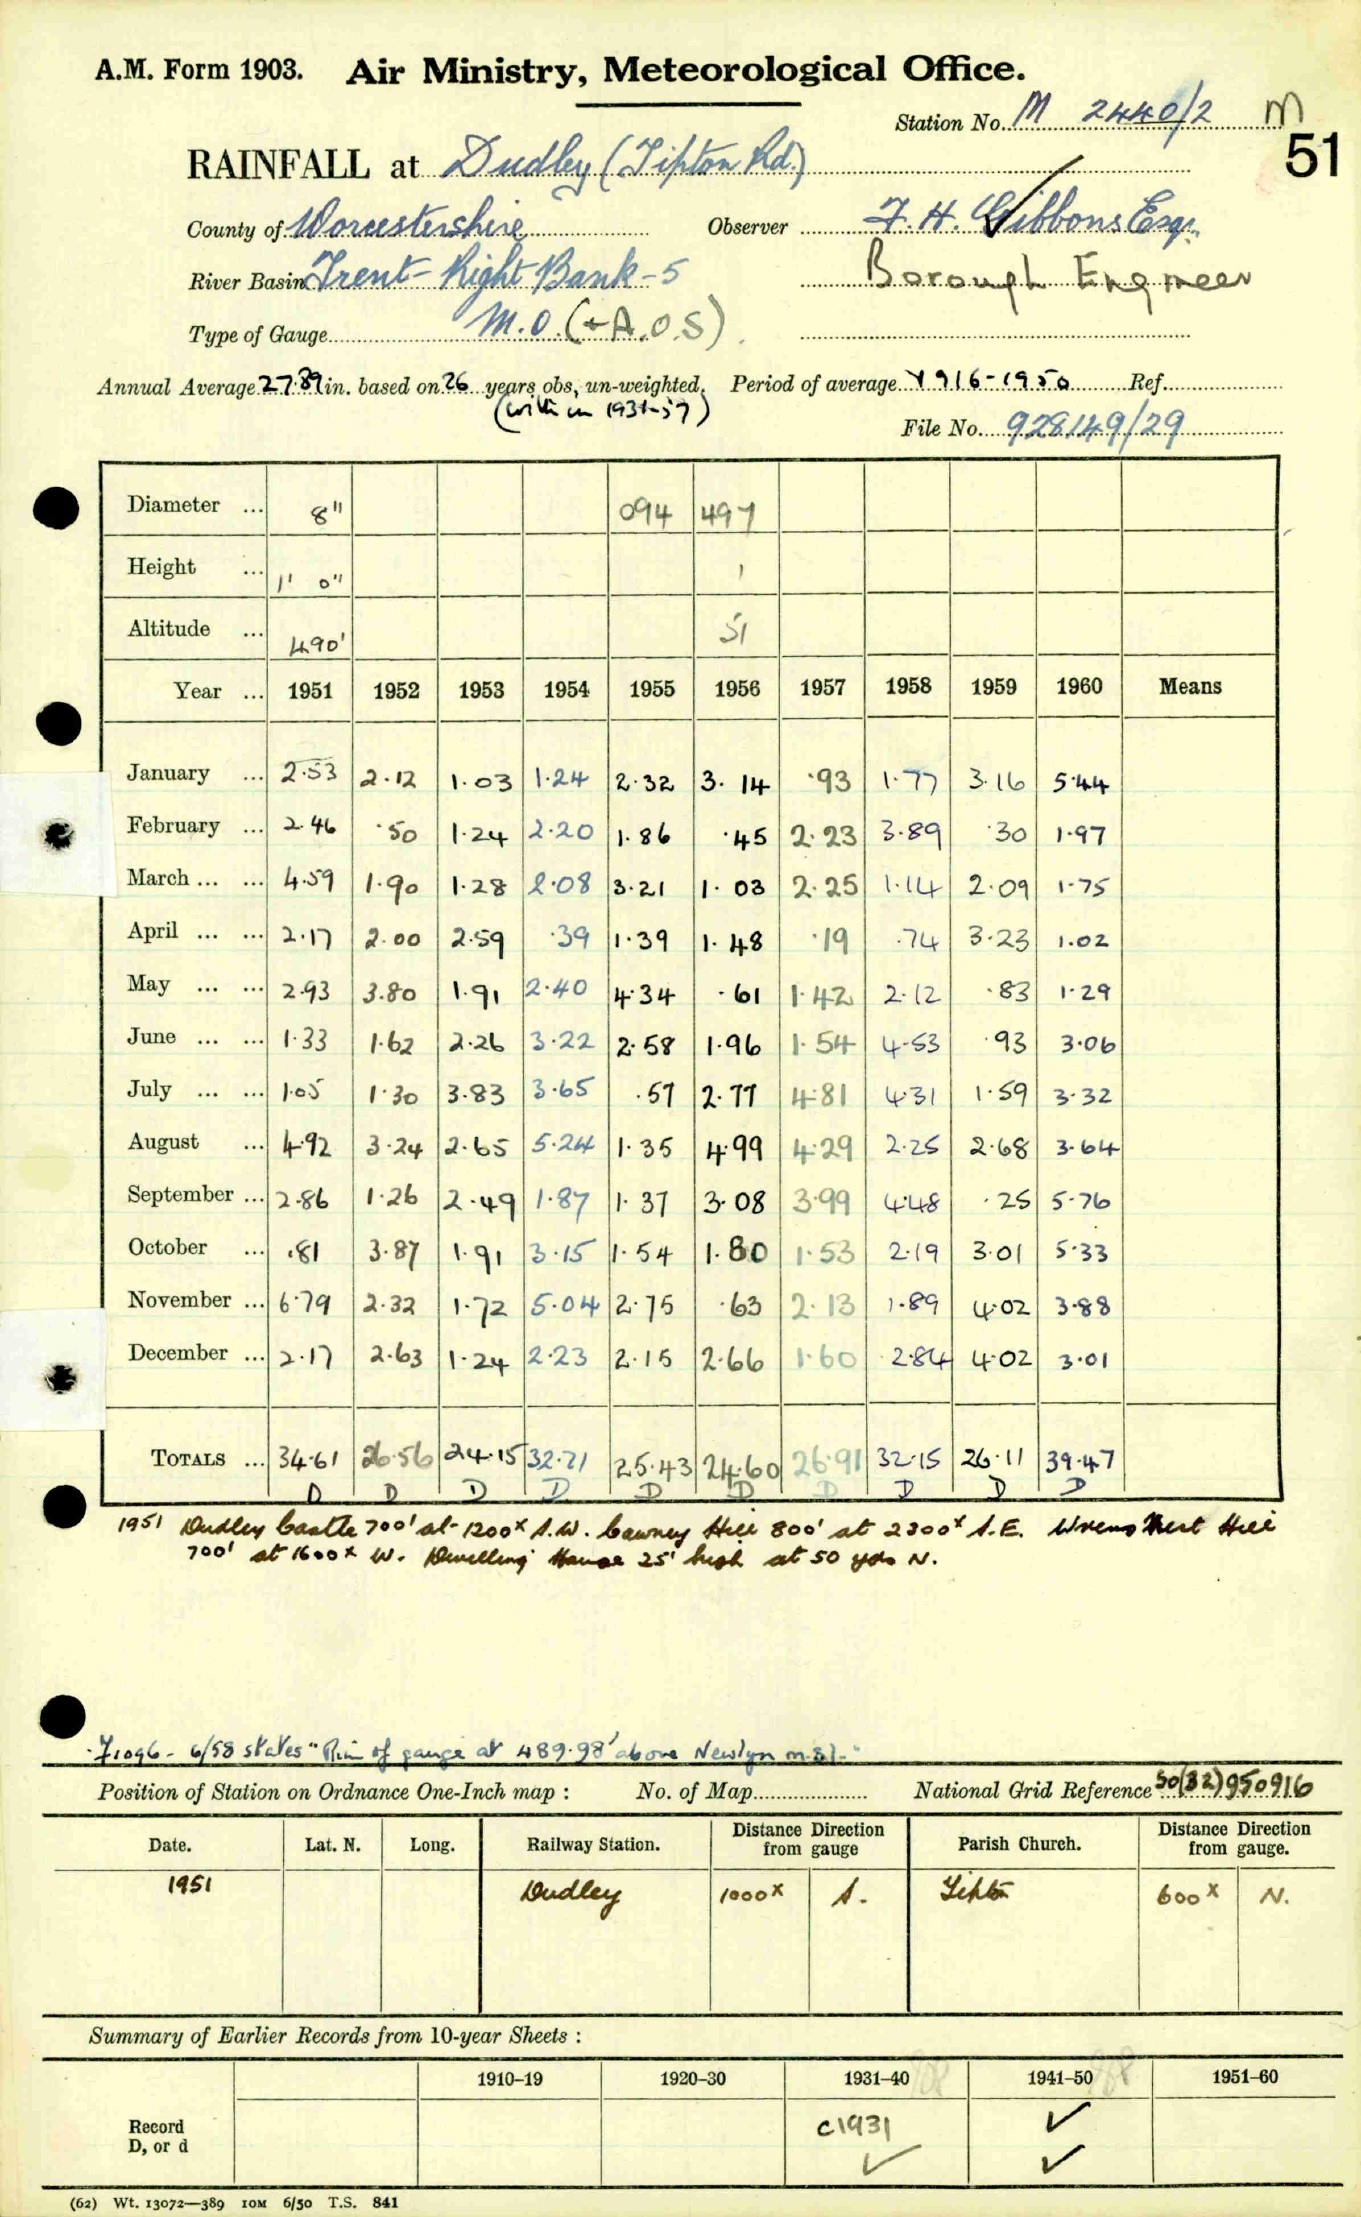 A.M. Form 1903. Air Ministry, Meteorological Office.
Station No. M 2440/2 M
51
RAINFALL at Dudley (Tipton Rd.)
County of Worcestershire Observer F. H. Gibbons Esq.
River Basin Trent - Right Bank - 5 Borough Engineer
Type of Gauge M.O. (+A.O.S)
Annual Average 27.89 in. based on 26 years obs, un-weighted. Period of average 1916-1950 Ref.
(within 1931-57)
File No. 928149/29
Diameter ... 8" 094 497
Height ... 1' 0" 1
Altitude ... 490' 51
Year ... 1951 1952 1953 1954 1955 1956 1957 1958 1959 1960 Means
January ... 2.53 2.12 1.03 1.24 2.32 3.14 .93 1.77 3.16 5.44
February ... 2.46 .50 1.24 2.20 1.86 .45 2.23 3.89 .30 1.97
March ... ... 4.59 1.90 1.28 2.08 3.21 1.03 2.25 1.14 2.09 1.75
April ... ... 2.17 2.00 2.59 .39 1.39 1.48 .19 .74 3.23 1.02
May ... ... 2.93 3.80 1.91 2.40 4.34 .61 1.42 2.12 .83 1.29
June ... ... 1.33 1.62 2.26 3.22 2.58 1.96 1.54 4.53 .93 3.06
July ... ... 1.05 1.30 3.83 3.65 .57 2.77 4.81 4.31 1.59 3.32
August ... 4.92 3.24 2.65 5.24 1.35 4.99 4.29 2.25 2.68 3.64
September ... 2.86 1.26 2.49 1.87 1.37 3.08 3.99 4.48 .25 5.76
October ... .81 3.87 1.91 3.15 1.54 1.80 1.53 2.19 3.01 5.33
November ... 6.79 2.32 1.72 5.04 2.75 .63 2.13 1.89 4.02 3.88
December ... 2.17 2.63 1.24 2.23 2.15 2.66 1.60 2.84 4.02 3.01
TOTALS ... 34.61 26.56 24.15 32.71 25.43 24.60 26.91 32.15 26.11 39.47
D D D D D D D D D D
1951 Dudley Castle 700' at 1200x S.W. Cawney Hill 800' at 2300x S.E. Wrens Nest Hill
700' at 1600x W. Dwelling House 25' high at 50 yds N.
F1096 - 6/58 states "Rim of gauge at 489.98' above Newlyn m.s.l."
Position of Station on Ordnance One-Inch map : No. of Map National Grid Reference 50(32)950916
Date. Lat. N. Long. Railway Station. Distance from gauge Direction Parish Church. Distance from gauge. Direction
1951 Dudley 1000x S. Tipton 600x N.
Summary of Earlier Records from 10-year Sheets :
1910-19 1920-30 1931-40 1941-50 1951-60
Record c1931 ✓
D, or d ✓ ✓
(62) Wt. 13072—389 IOM 6/50 T.S. 841